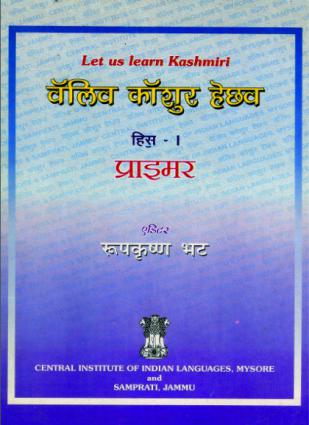 Let us learn Kashmiri
वॅलिव कॉशुर हेछव
हिसॖ - I
प्राइमर
एडिटर
रूपकृष्ण भट
CENTRAL INSTITUTE OF INDIAN LANGUAGES, MYSORE
and
SAMPRATI, JAMMU